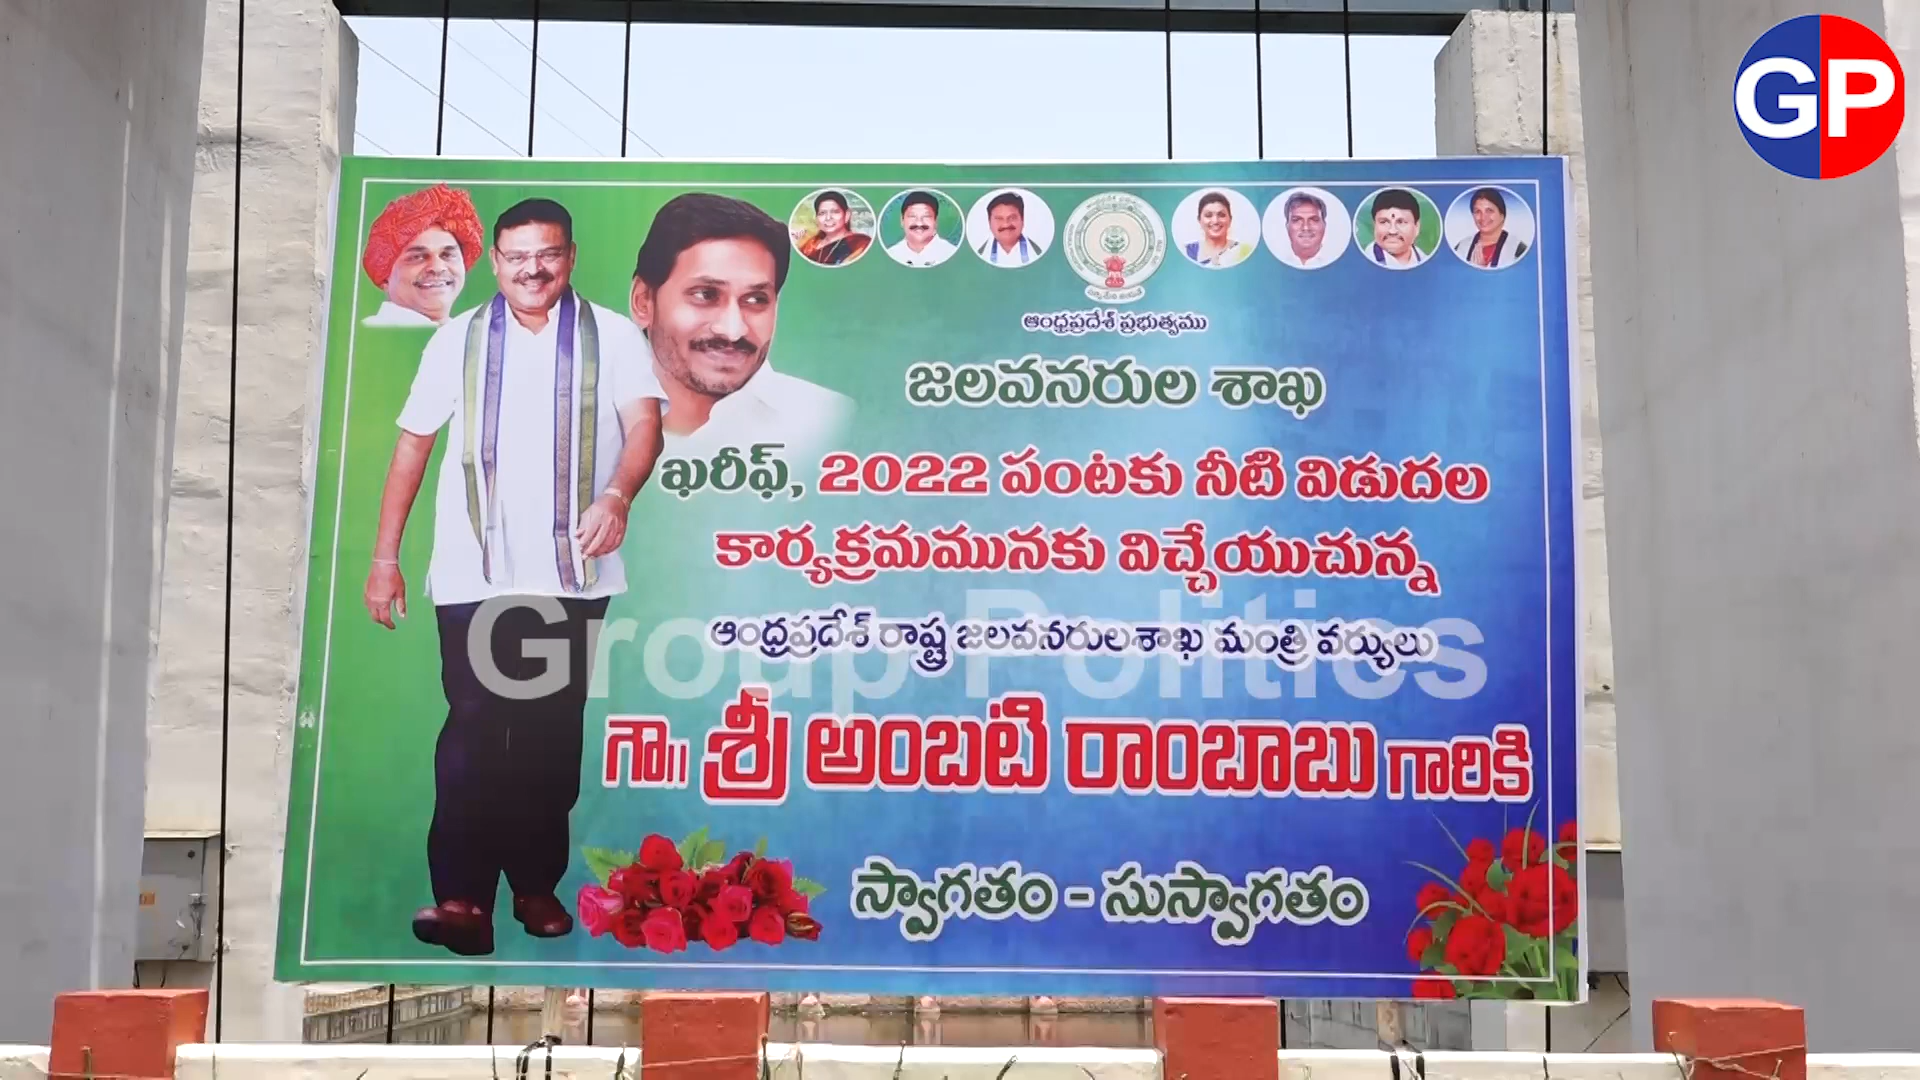 GP
ఆంధ్రప్రదేశ్ ప్రభుత్వము
జలవనరుల శాఖ
ఖరీఫ్, 2022 పంటకు నీటి విడుదల
కార్యక్రమమునకు విచ్చేయుచున్న
ఆంధ్రప్రదేశ్ రాష్ట్ర జలవనరులశాఖ మంత్రి వర్యులు
Group Politics
గౌ॥ శ్రీ అంబటి రాంబాబు గారికి
స్వాగతం - సుస్వాగతం